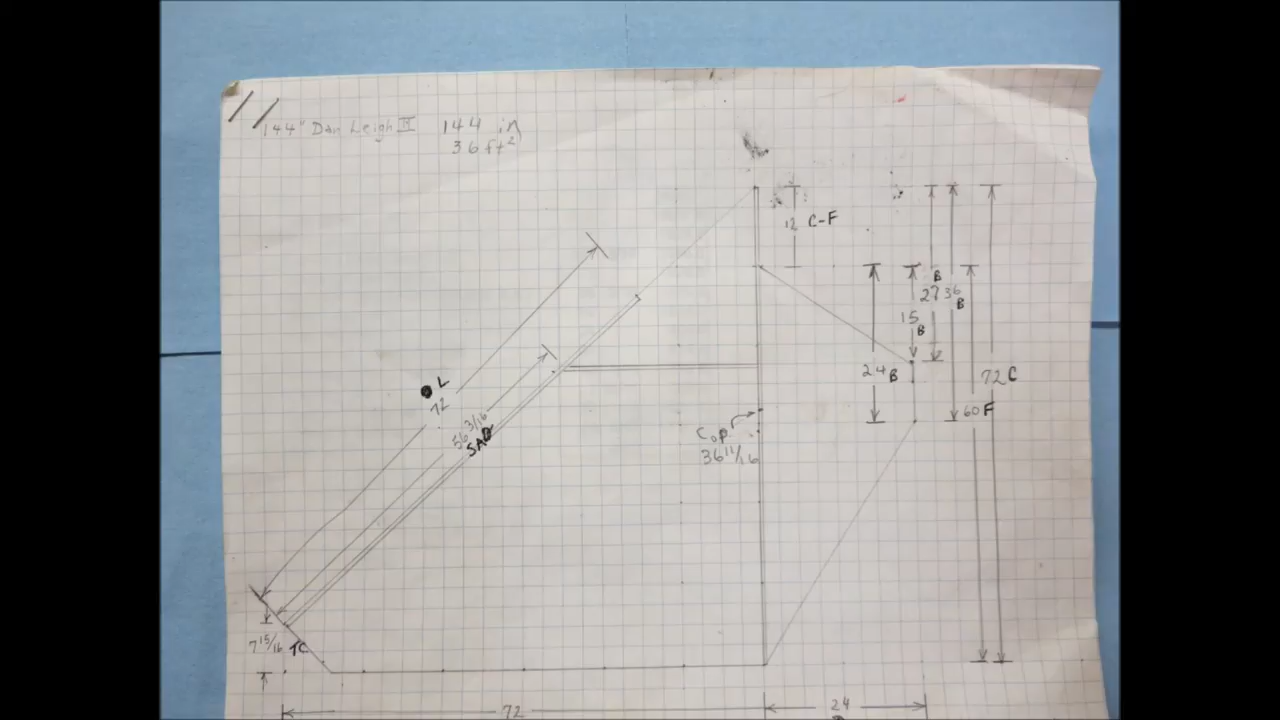 144" Dan Leigh III 144 in
36 ft²
12 C-F
B
27 36
B
15
B
L
72
24 B
72 C
60 F
56 3/16
SAD
Cop
36 11/16
7 15/16 TC
72
24